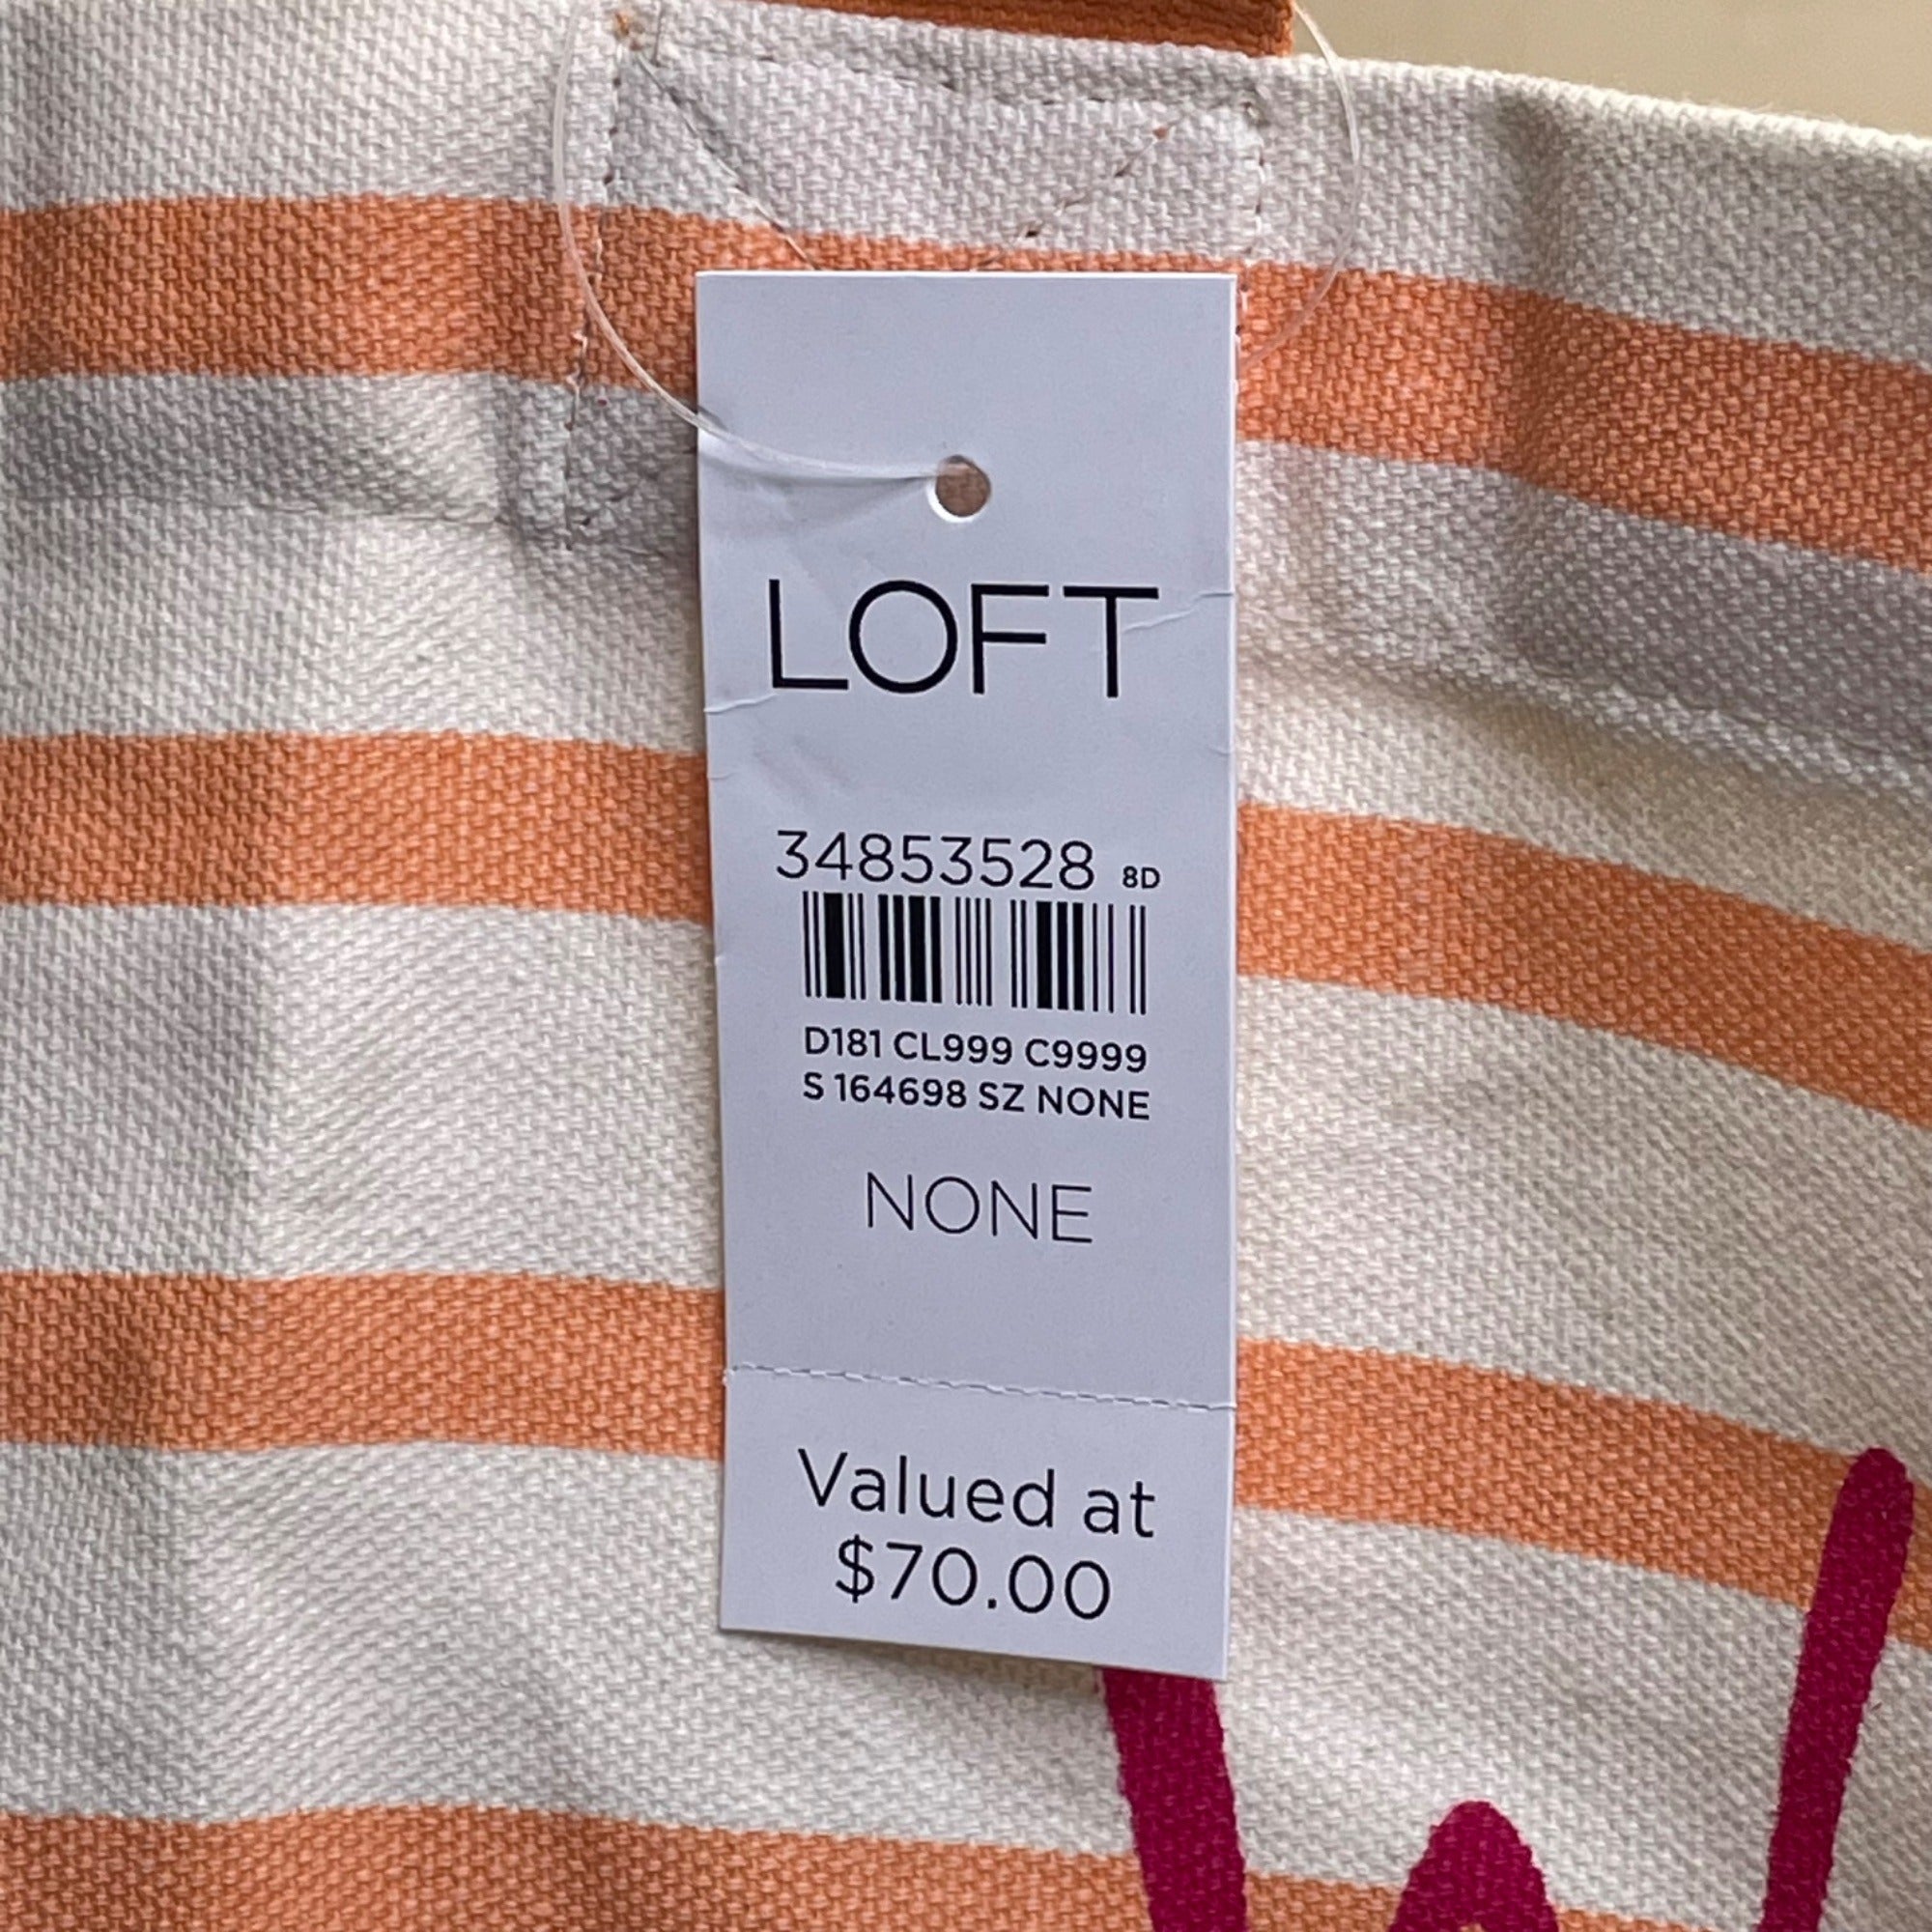 LOFT
34853528 8D
D181 CL999 C9999
S 164698 SZ NONE
NONE
Valued at
$70.00